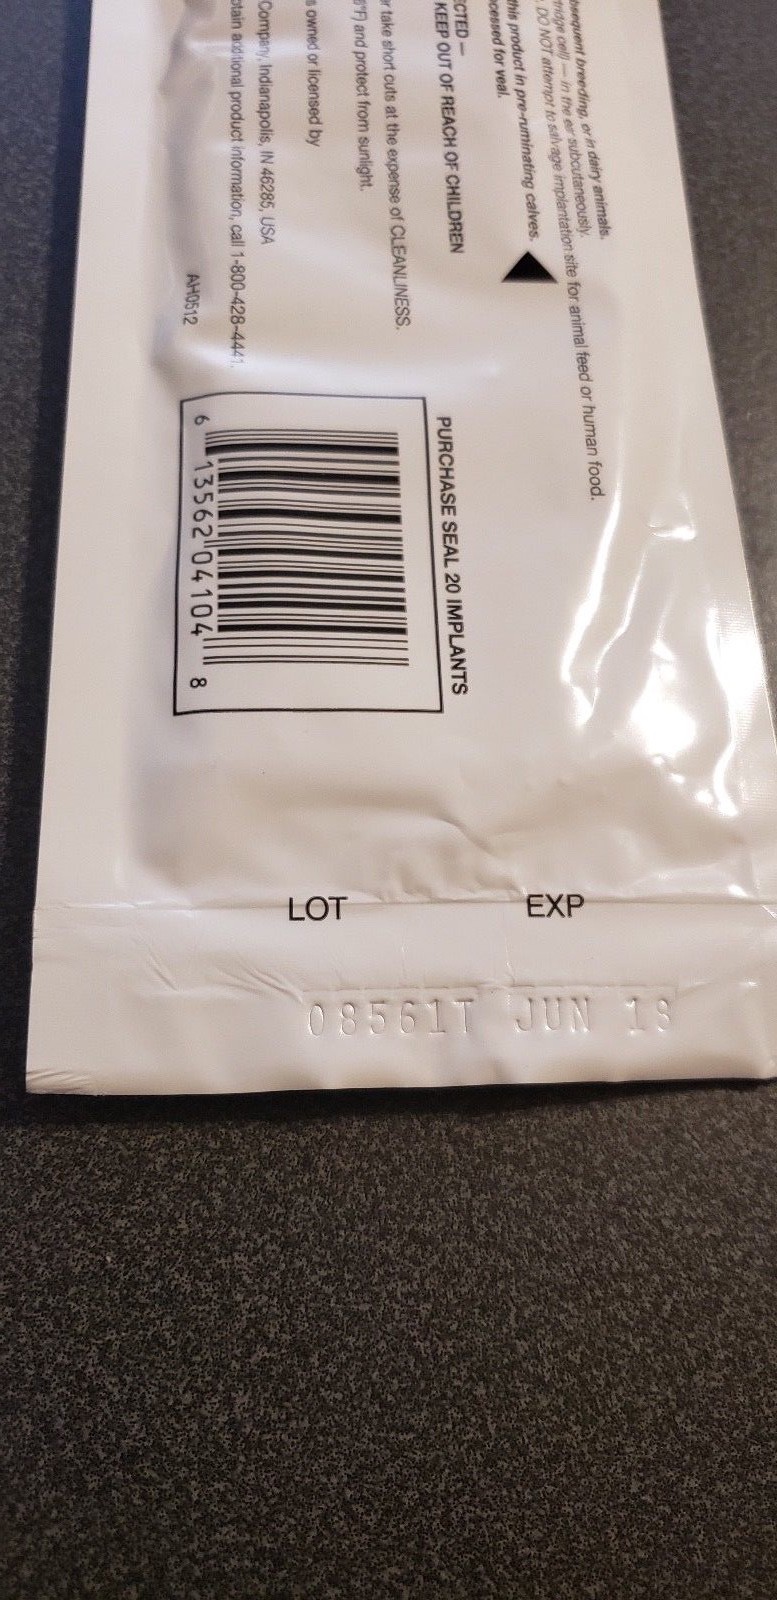 bsequent breeding, or in dairy animals.
tridge cell) — in the ear subcutaneously.
DO NOT attempt to salvage implantation site for animal feed or human food.
this product in pre-ruminating calves.
cessed for veal.
CTED —
KEEP OUT OF REACH OF CHILDREN
take short cuts at the expense of CLEANLINESS.
°F) and protect from sunlight.
s owned or licensed by
Company, Indianapolis, IN 46285, USA
tain additional product information, call 1-800-428-4441.
AH0512
PURCHASE SEAL 20 IMPLANTS
6 13562 04104 8
LOT EXP
08561T JUN